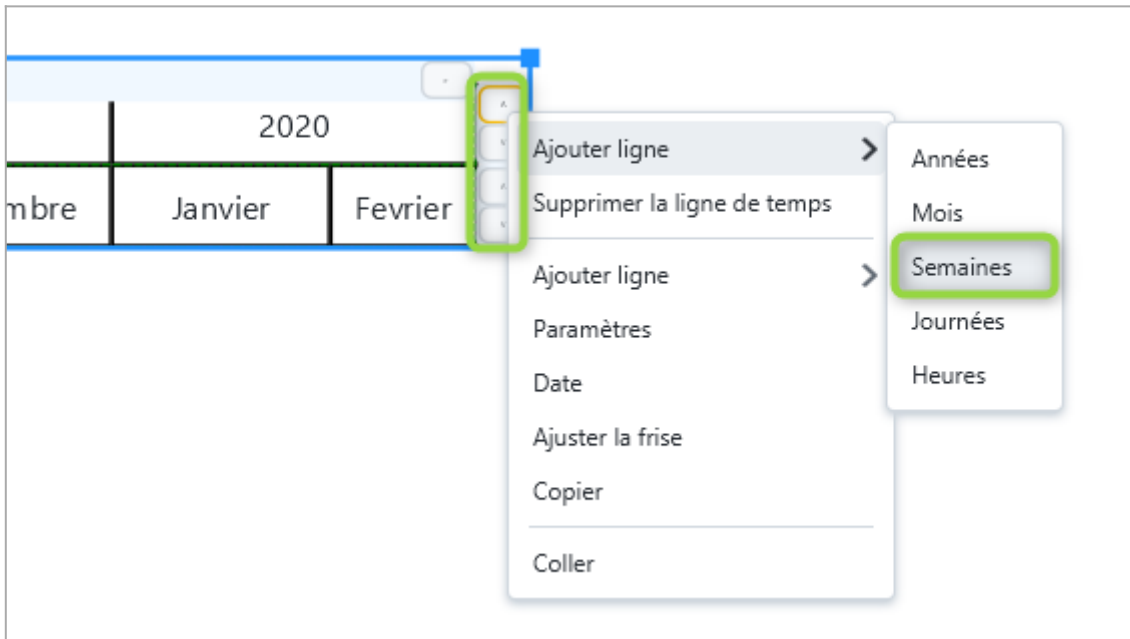 2020
mbre Janvier Fevrier
Ajouter ligne
Supprimer la ligne de temps
Ajouter ligne
Paramètres
Date
Ajuster la frise
Copier
Coller
Années
Mois
Semaines
Journées
Heures